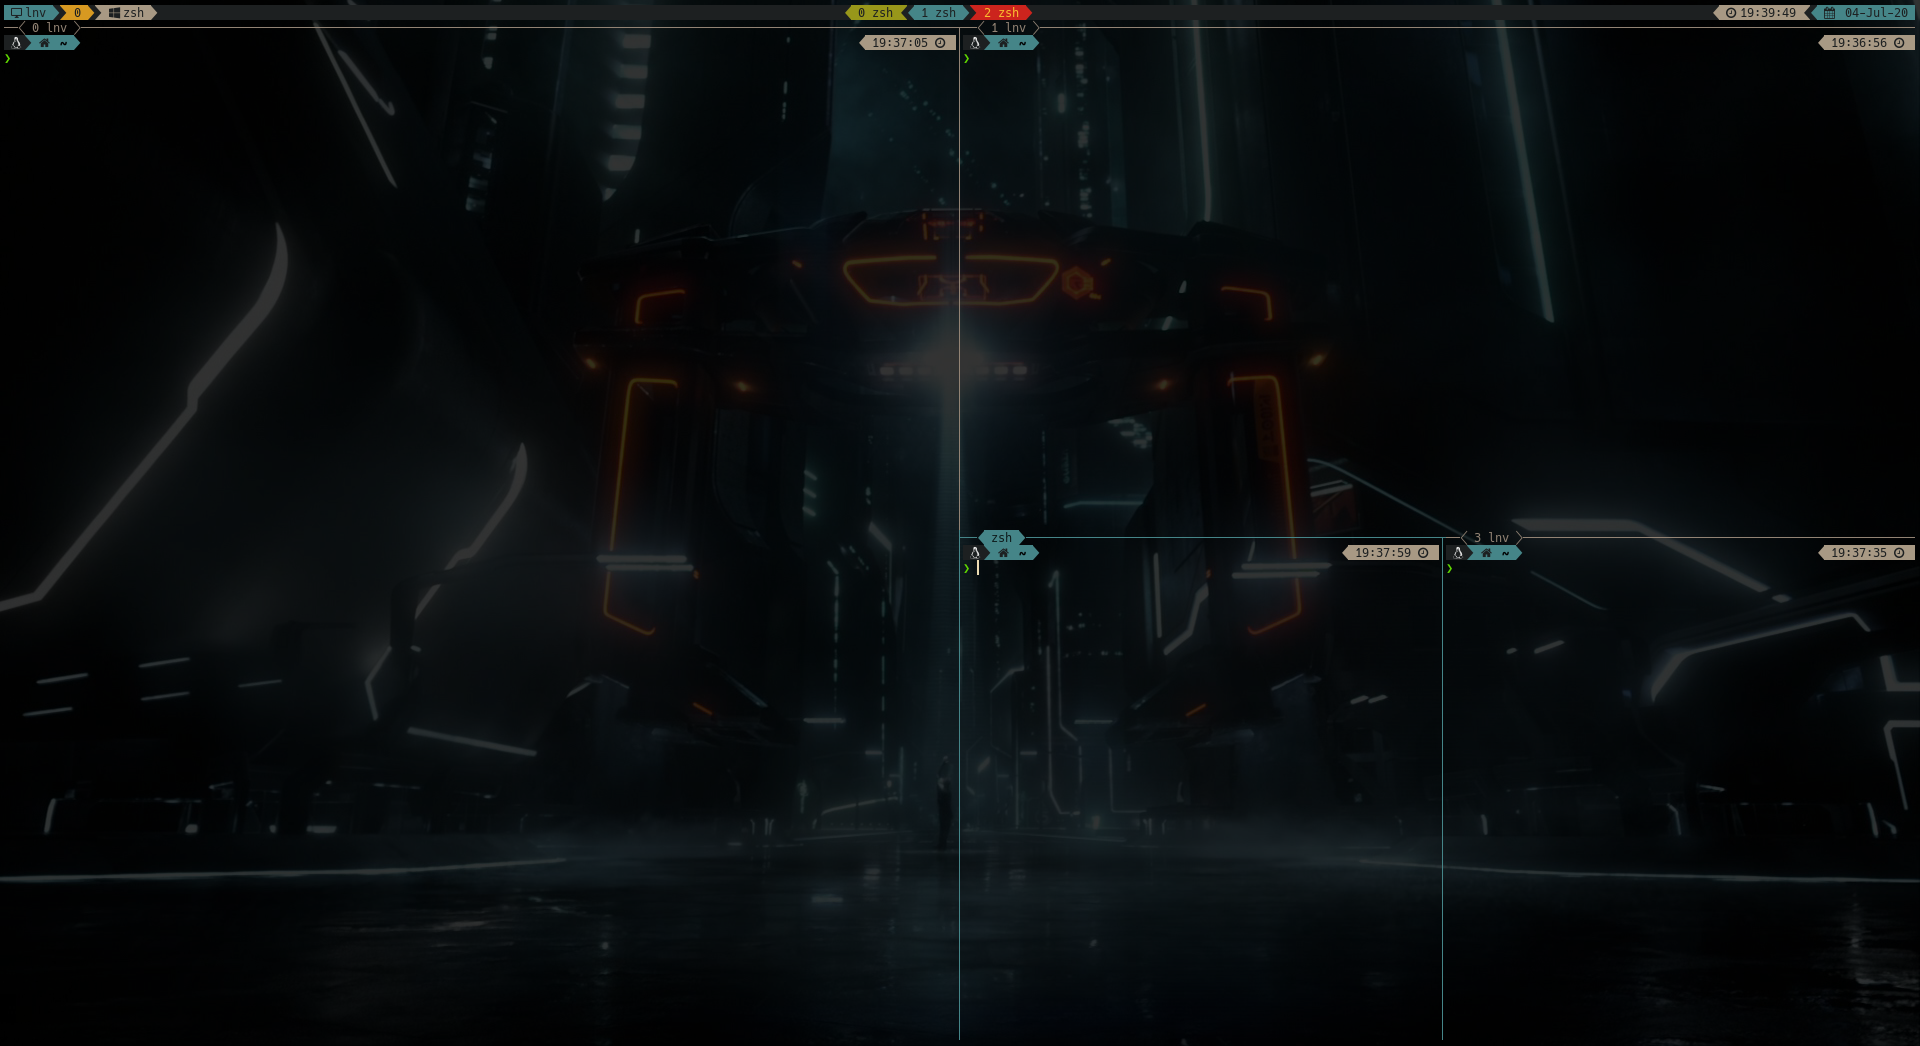 lnv 0 zsh 0 zsh 1 zsh 2 zsh 19:39:49 04-Jul-20
0 lnv 1 lnv
~ 19:37:05 ~ 19:36:56
❯ ❯
zsh 3 lnv
~ 19:37:59 ~ 19:37:35
❯ ❯